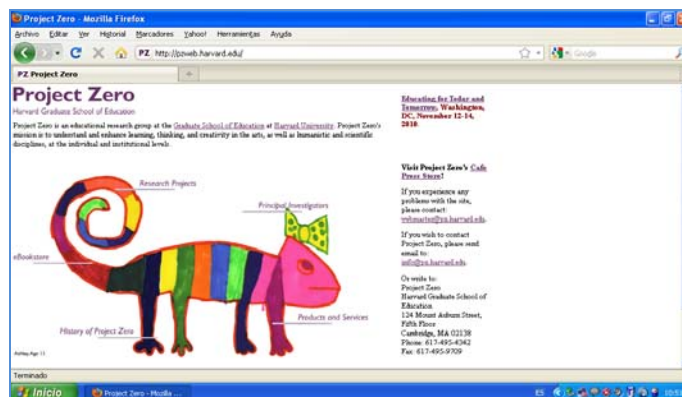 Project Zero - Mozilla Firefox
Archivo Editar Ver Historial Marcadores Yahoo! Herramientas Ayuda
PZ http://pzweb.harvard.edu/
Google
PZ Project Zero
Project Zero
Harvard Graduate School of Education
Project Zero is an educational research group at the Graduate School of Education at Harvard University. Project Zero's
mission is to understand and enhance learning, thinking, and creativity in the arts, as well as humanistic and scientific
disciplines, at the individual and institutional levels.
Research Projects
Principal Investigators
eBookstore
Products and Services
History of Project Zero
Ashley Age 11
Educating for Today and
Tomorrow, Washington,
DC, November 12-14,
2010.
Visit Project Zero's Cafe
Press Store!
If you experience any
problems with the site,
please contact:
webmaster@pz.harvard.edu.
If you wish to contact
Project Zero, please send
email to:
info@pz.harvard.edu.
Or write to:
Project Zero
Harvard Graduate School of
Education
124 Mount Auburn Street,
Fifth Floor
Cambridge, MA 02138
Phone: 617-495-4342
Fax: 617-495-9709
Terminado
Inicio
Project Zero - Mozilla ...
ES